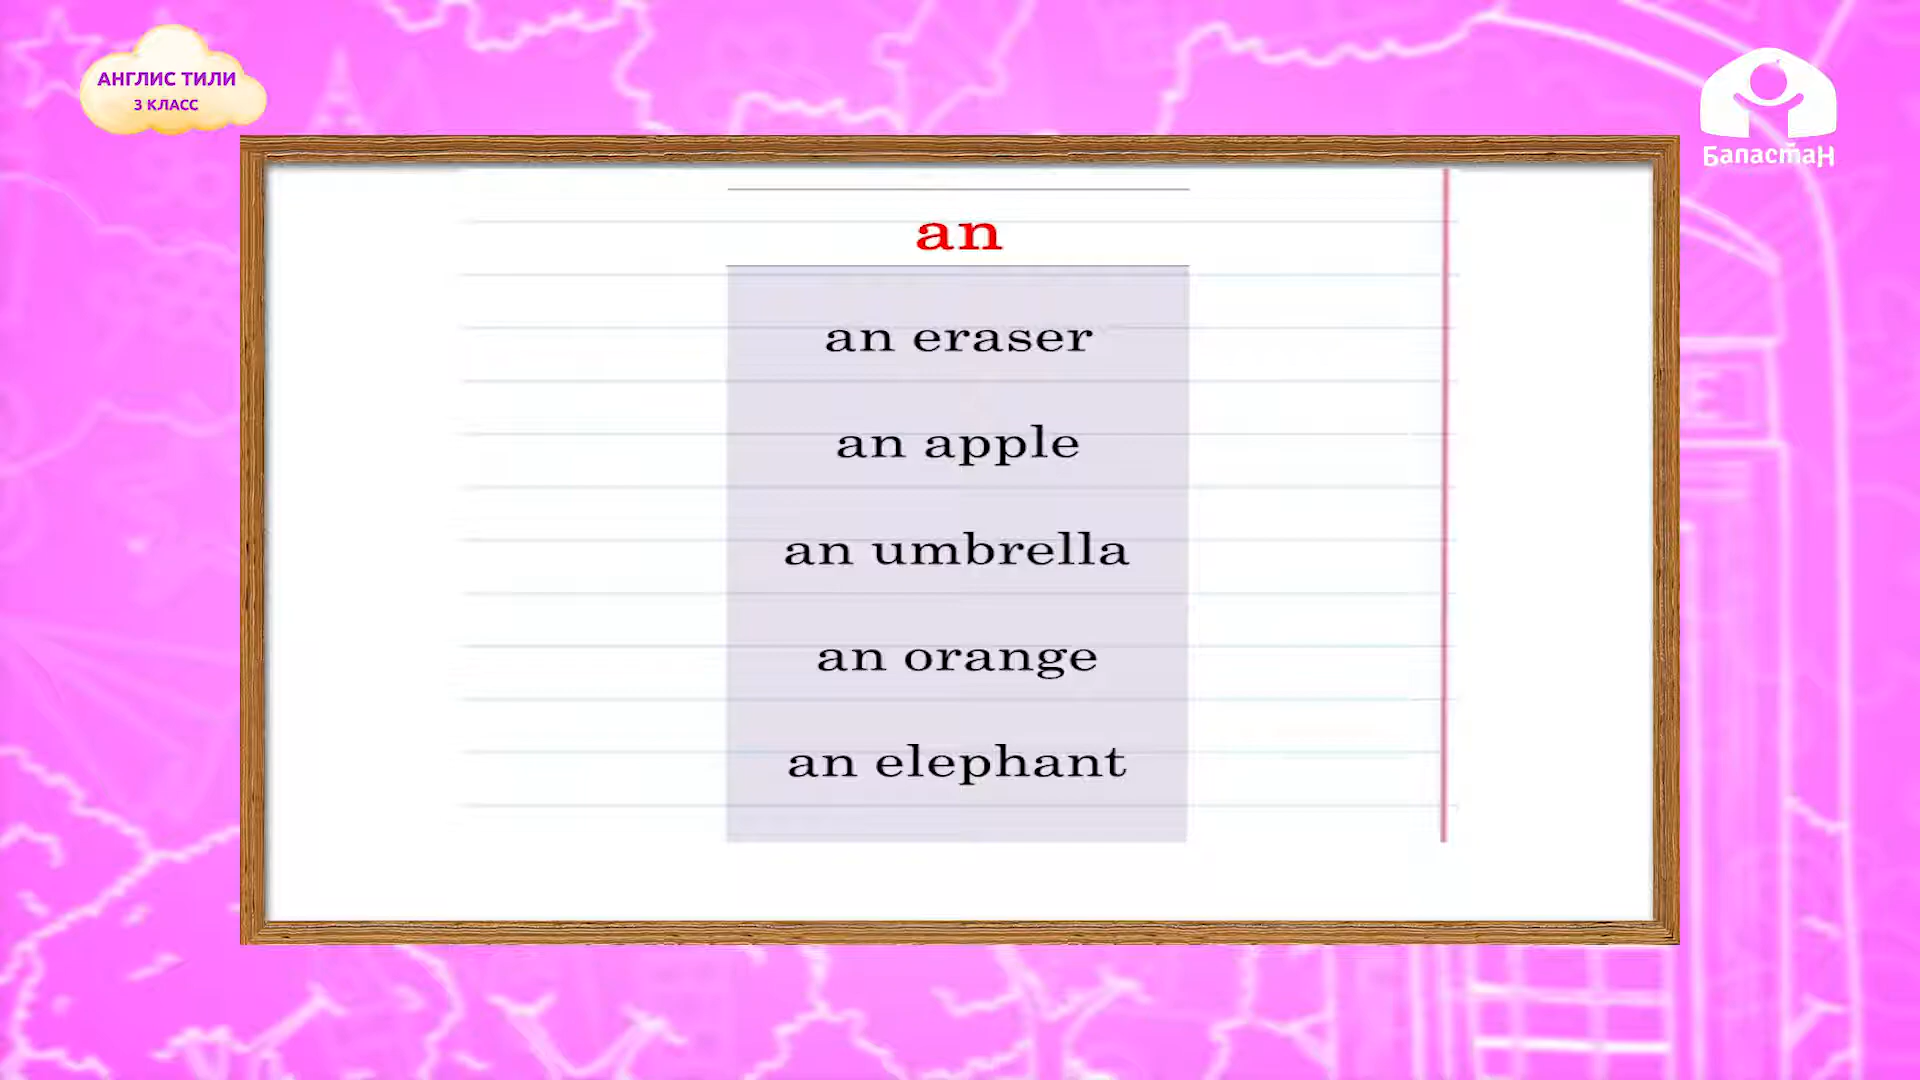 АНГЛИС ТИЛИ
3 КЛАСС
БаластаН
an
an eraser
an apple
an umbrella
an orange
an elephant